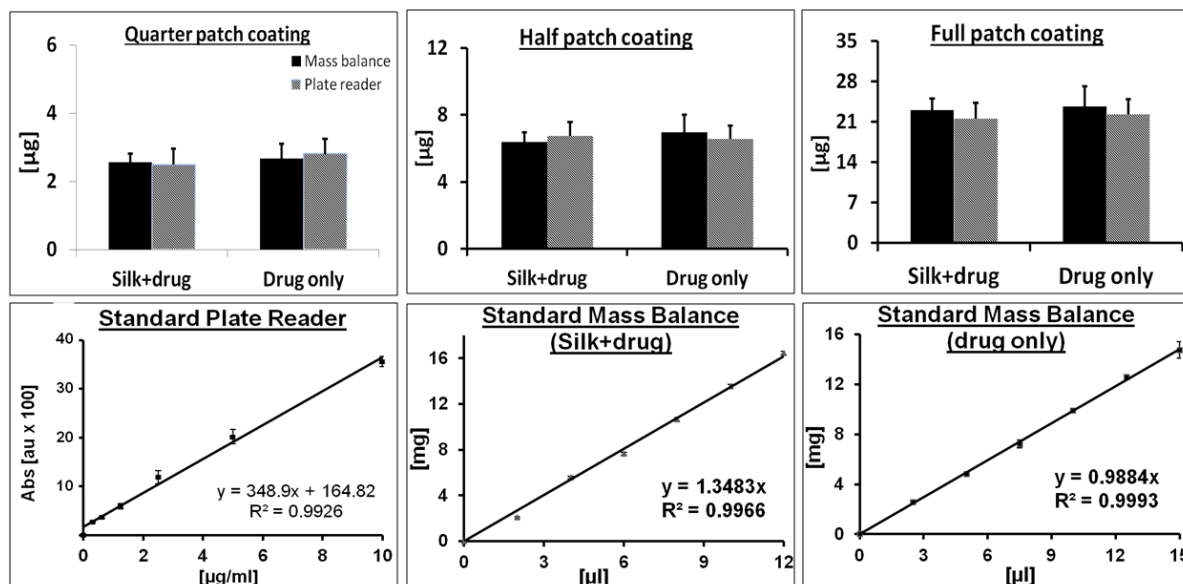 Quarter patch coating
6
4
2
0
[µg]
Mass balance
Plate reader
Silk+drug
Drug only
Half patch coating
12
8
4
0
[µg]
Silk+drug
Drug only
Full patch coating
35
28
21
14
7
0
[µg]
Silk+drug
Drug only
Standard Plate Reader
40
30
20
10
Abs [au x 100]
y = 348.9x + 164.82
R² = 0.9926
0
2
4
6
8
10
[µg/ml]
Standard Mass Balance
(Silk+drug)
16
12
8
4
0
[mg]
y = 1.3483x
R² = 0.9966
0
3
6
9
12
[µl]
Standard Mass Balance
(drug only)
16
12
8
4
0
[mg]
y = 0.9884x
R² = 0.9993
0
3
6
9
12
15
[µl]